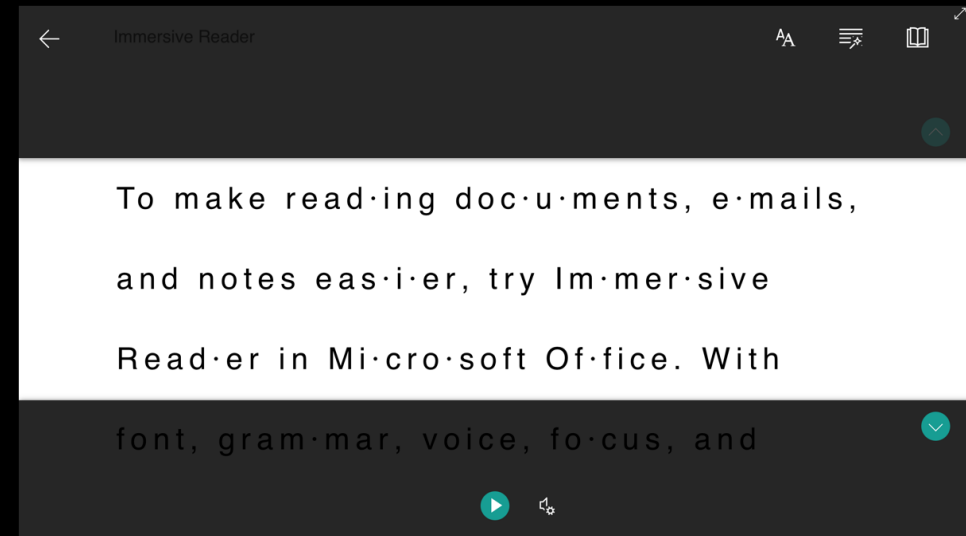 Immersive Reader
To make read·ing doc·u·ments, e·mails,
and notes eas·i·er, try Im·mer·sive
Read·er in Mi·cro·soft Of·fice. With
font, gram·mar, voice, fo·cus, and